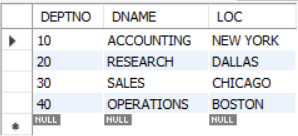 DEPTNO DNAME LOC
10 ACCOUNTING NEW YORK
20 RESEARCH DALLAS
30 SALES CHICAGO
40 OPERATIONS BOSTON
NULL NULL NULL